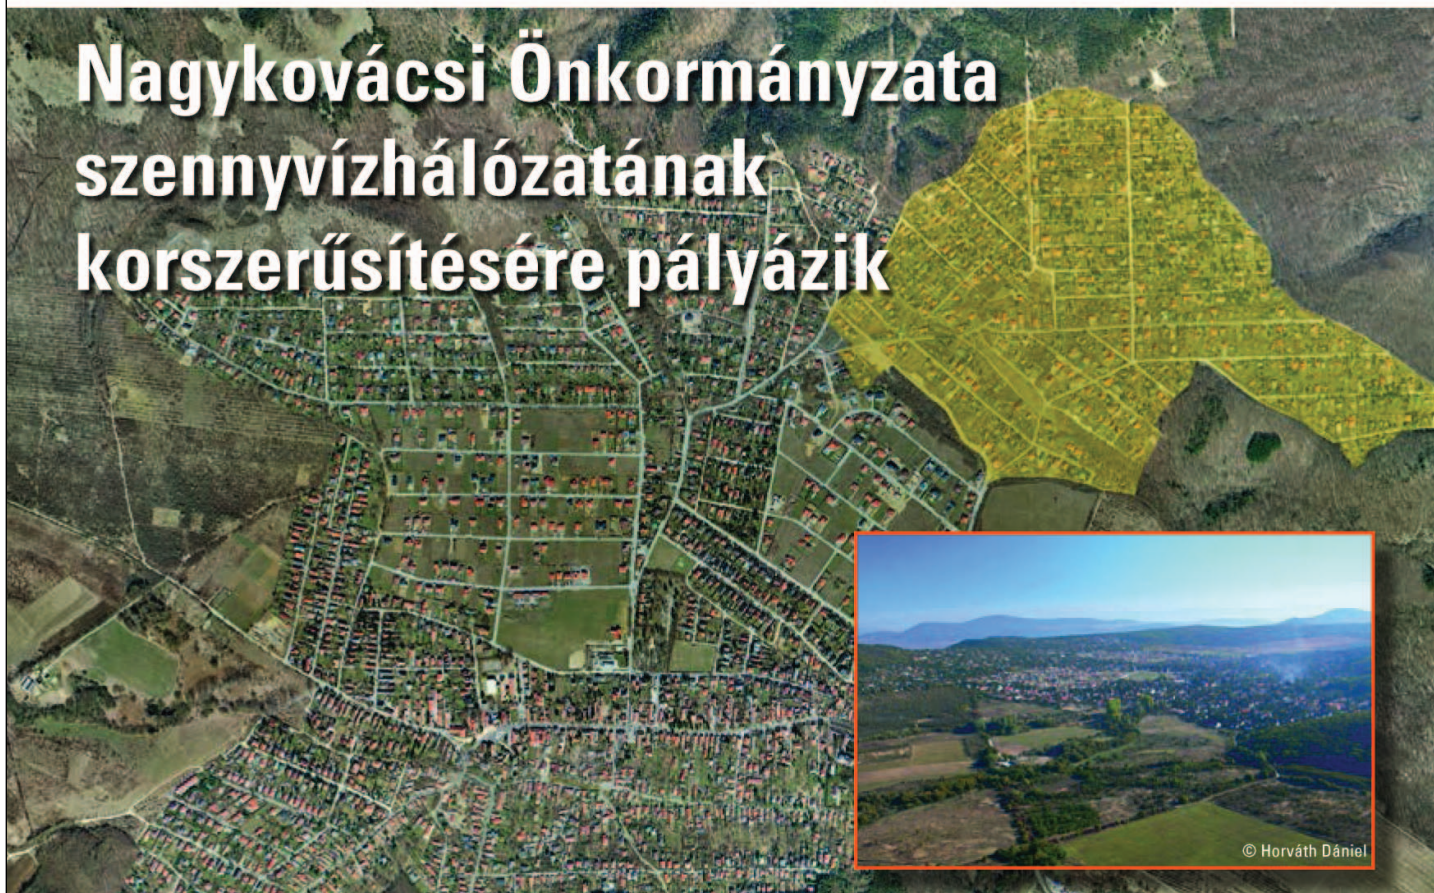 Nagykovácsi Önkormányzata
szennyvízhálózatának
korszerűsítésére pályázik
© Horváth Dániel